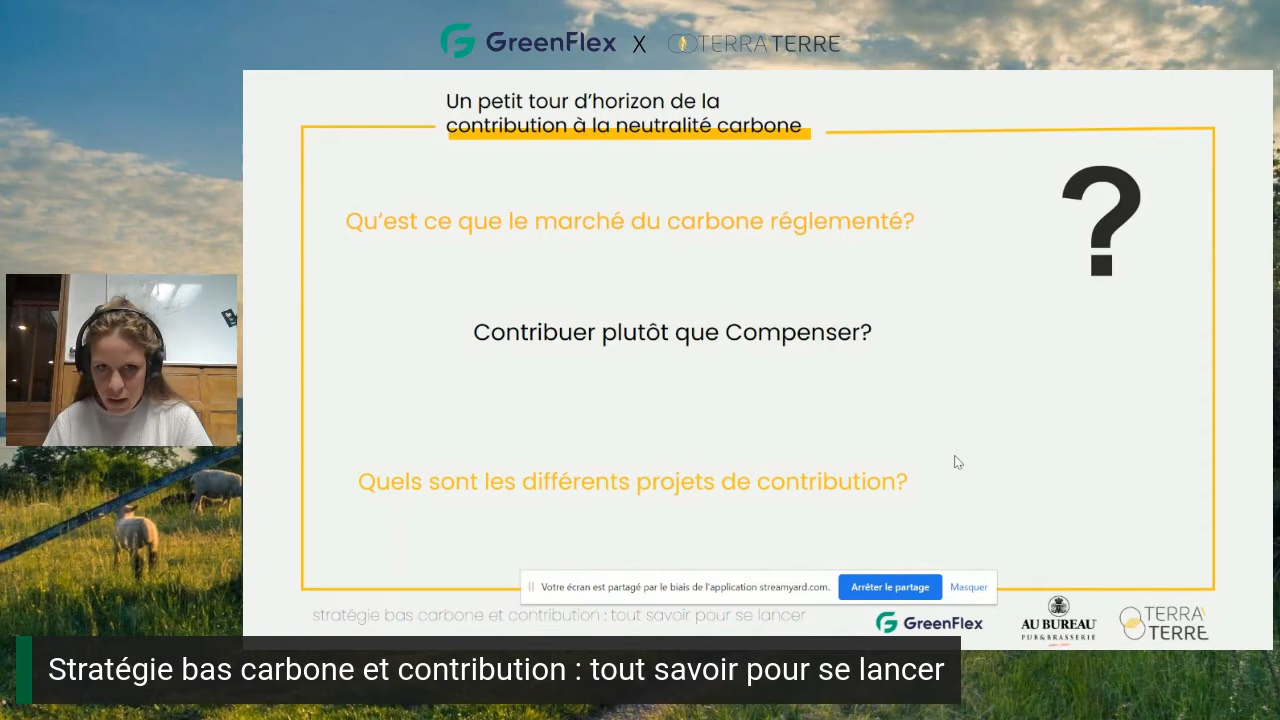 GreenFlex X TERRA TERRE
Un petit tour d'horizon de la
contribution à la neutralité carbone
?
Qu'est ce que le marché du carbone réglementé?
Contribuer plutôt que Compenser?
Quels sont les différents projets de contribution?
Votre écran est partagé par le biais de l'application streamyard.com.
Arrêter le partage
Masquer
stratégie bas carbone et contribution : tout savoir pour se lancer
GreenFlex
AU BUREAU
PUB & BRASSERIE
TERRA
TERRE
Stratégie bas carbone et contribution : tout savoir pour se lancer